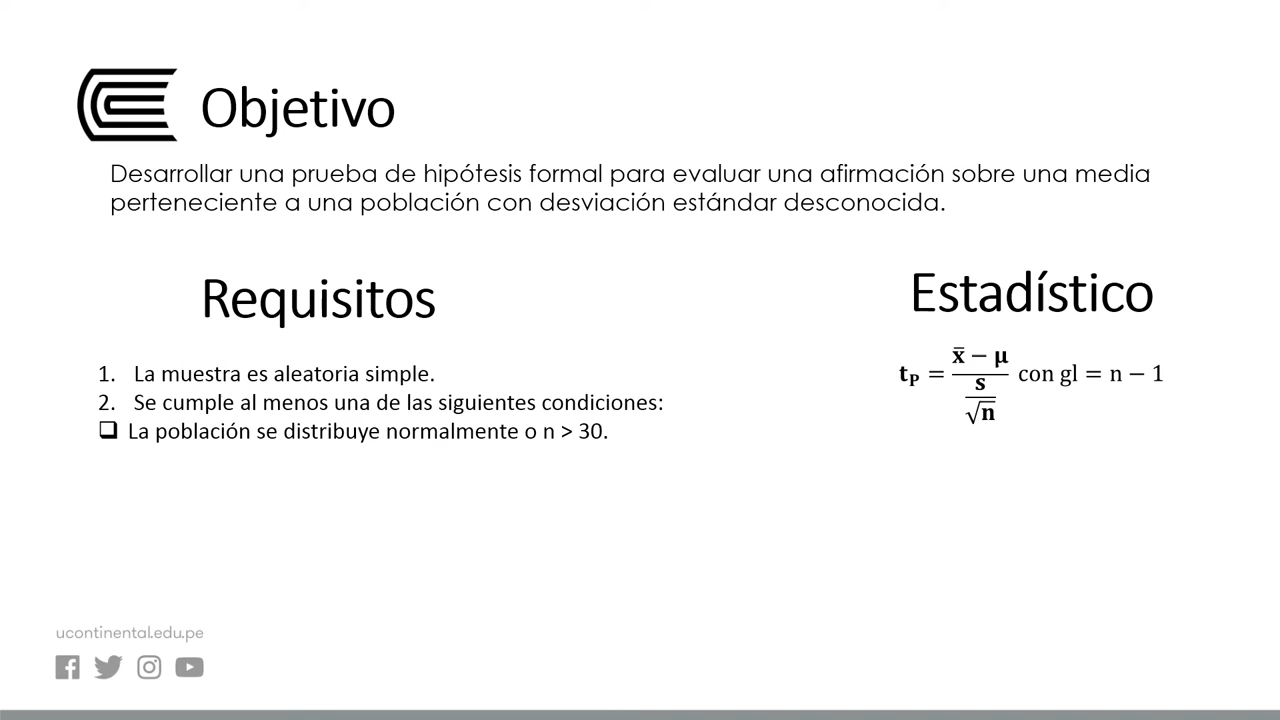 Objetivo
Desarrollar una prueba de hipótesis formal para evaluar una afirmación sobre una media
perteneciente a una población con desviación estándar desconocida.
Requisitos
1. La muestra es aleatoria simple.
2. Se cumple al menos una de las siguientes condiciones:
❑ La población se distribuye normalmente o n > 30.
Estadístico
t_P = (x̄ − μ) / (s / √n) con gl = n − 1
ucontinental.edu.pe